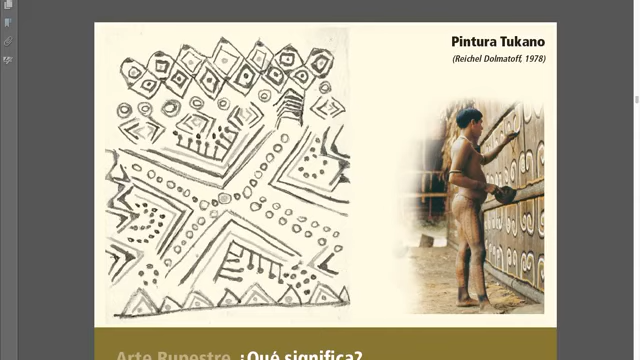 Pintura Tukano
(Reichel Dolmatoff, 1978)
Arte Rupestre ¿Qué significa?